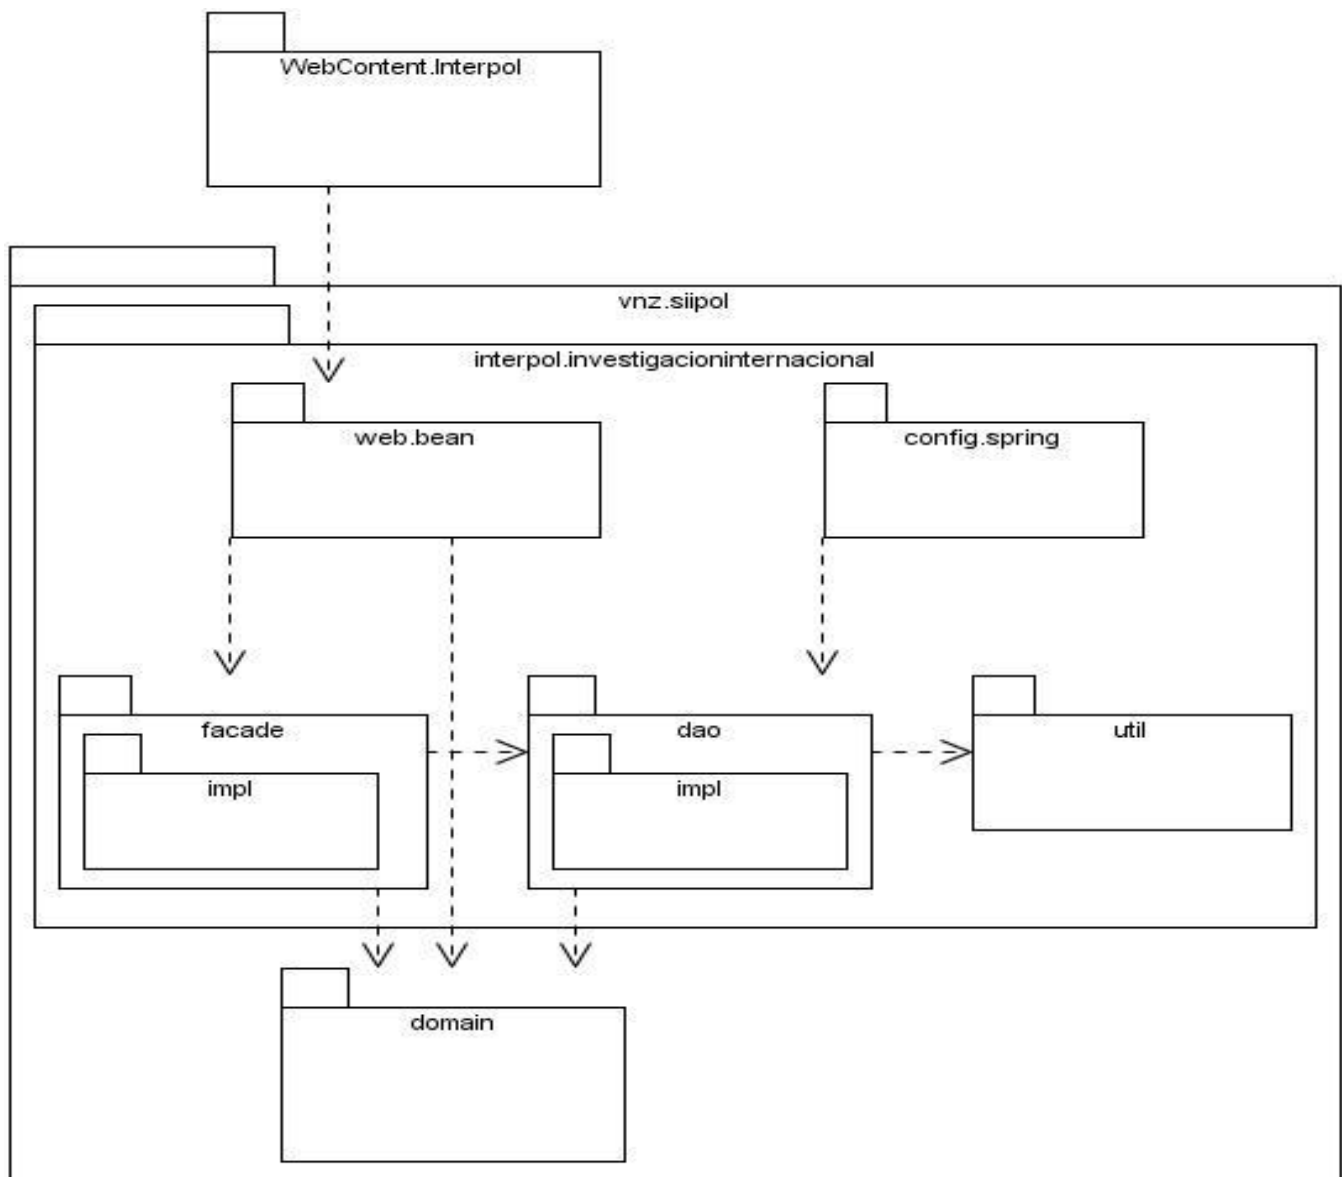 WebContent.Interpol
vnz.siipol
interpol.investigacioninternacional
web.bean
config.spring
facade
dao
util
impl
impl
domain